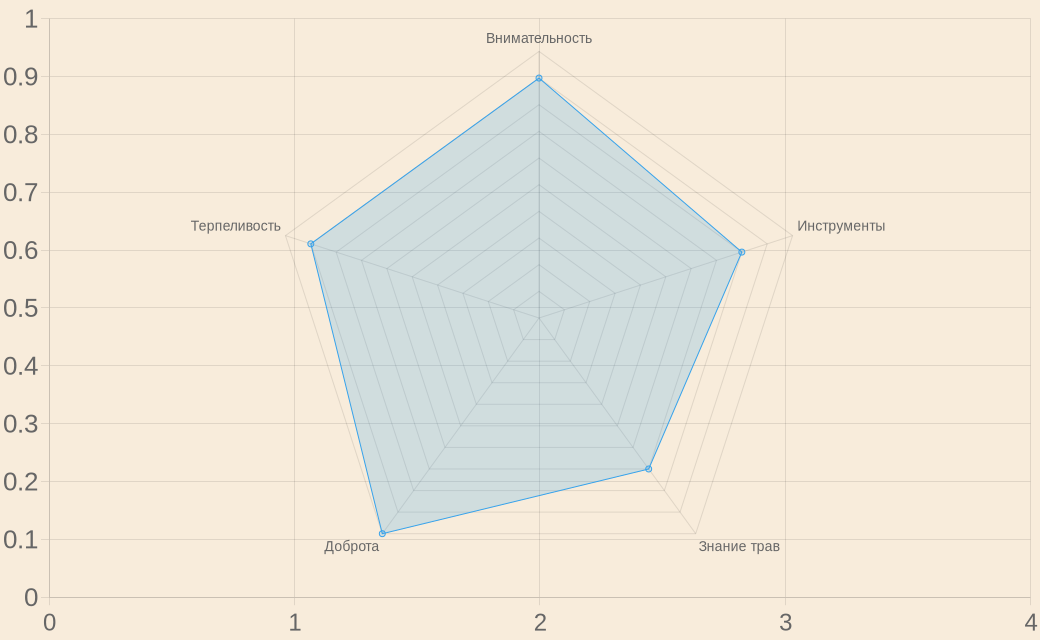 1
0.9
0.8
0.7
0.6
0.5
0.4
0.3
0.2
0.1
0
Внимательность
Терпеливость
Инструменты
Доброта
Знание трав
0 1 2 3 4